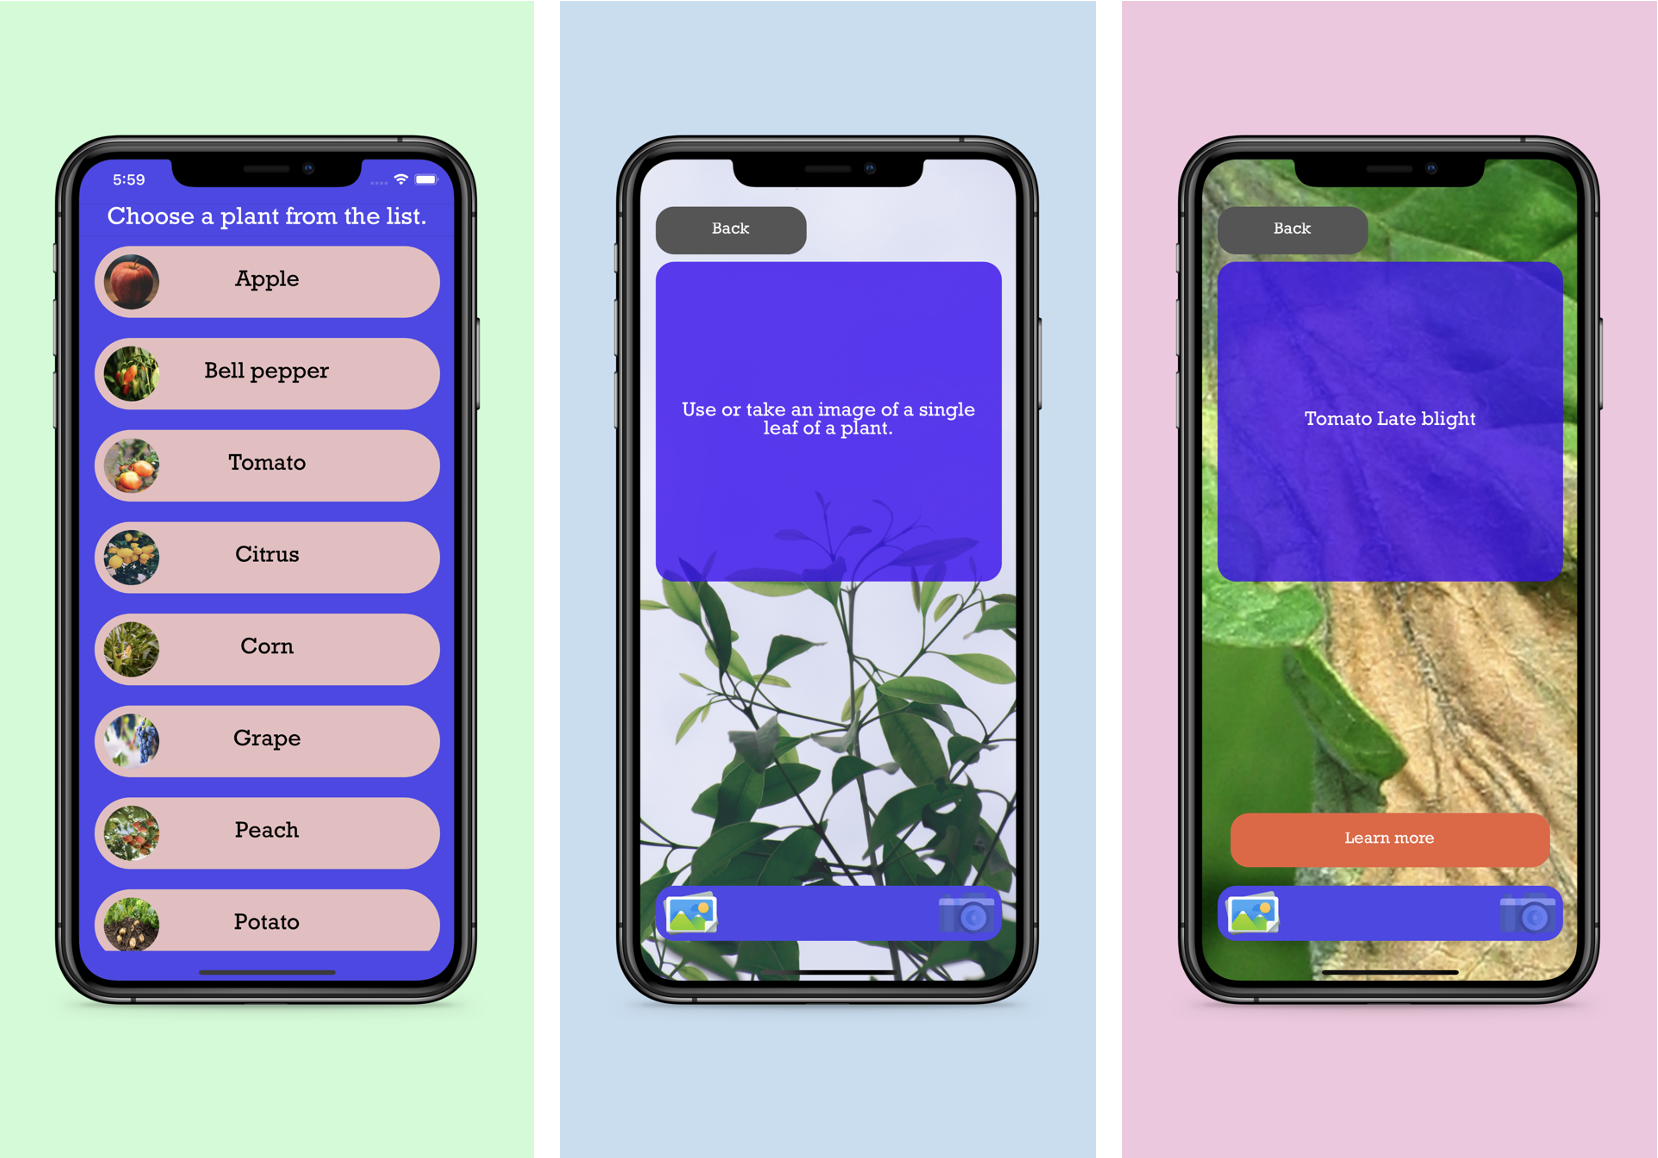 5:59
Choose a plant from the list.
Apple
Bell pepper
Tomato
Citrus
Corn
Grape
Peach
Potato
Back
Use or take an image of a single
leaf of a plant.
Back
Tomato Late blight
Learn more